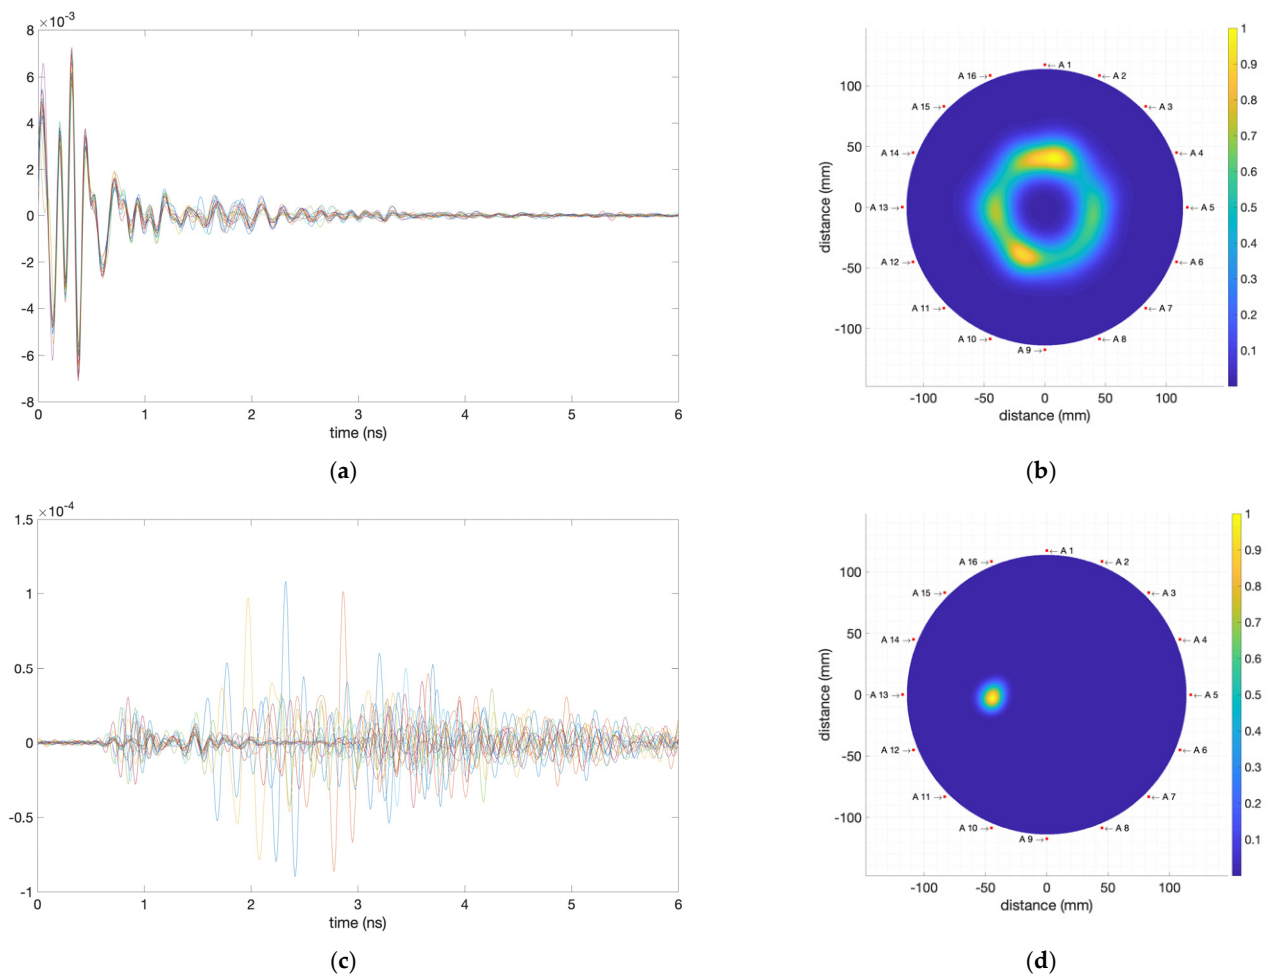 ×10⁻³
8
6
4
2
0
-2
-4
-6
-8
0 1 2 3 4 5 6
time (ns)
(a)
A 1
A 16 A 2
A 15 A 3
A 14 A 4
A 13 A 5
A 12 A 6
A 11 A 7
A 10 A 8
A 9
100
50
0
-50
-100
distance (mm)
-100 -50 0 50 100
distance (mm)
1
0.9
0.8
0.7
0.6
0.5
0.4
0.3
0.2
0.1
(b)
×10⁻⁴
1.5
1
0.5
0
-0.5
-1
0 1 2 3 4 5 6
time (ns)
(c)
A 1
A 16 A 2
A 15 A 3
A 14 A 4
A 13 A 5
A 12 A 6
A 11 A 7
A 10 A 8
A 9
100
50
0
-50
-100
distance (mm)
-100 -50 0 50 100
distance (mm)
1
0.9
0.8
0.7
0.6
0.5
0.4
0.3
0.2
0.1
(d)